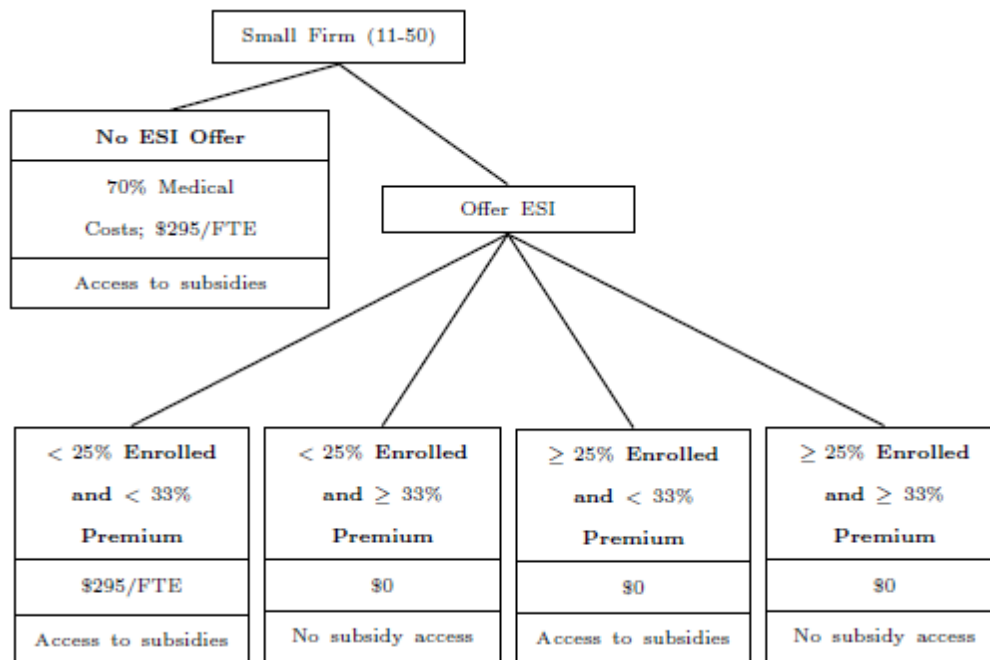 Small Firm (11-50)
No ESI Offer
70% Medical
Costs; $295/FTE
Access to subsidies
Offer ESI
< 25% Enrolled
and < 33%
Premium
$295/FTE
Access to subsidies
< 25% Enrolled
and ≥ 33%
Premium
$0
No subsidy access
≥ 25% Enrolled
and < 33%
Premium
$0
Access to subsidies
≥ 25% Enrolled
and ≥ 33%
Premium
$0
No subsidy access